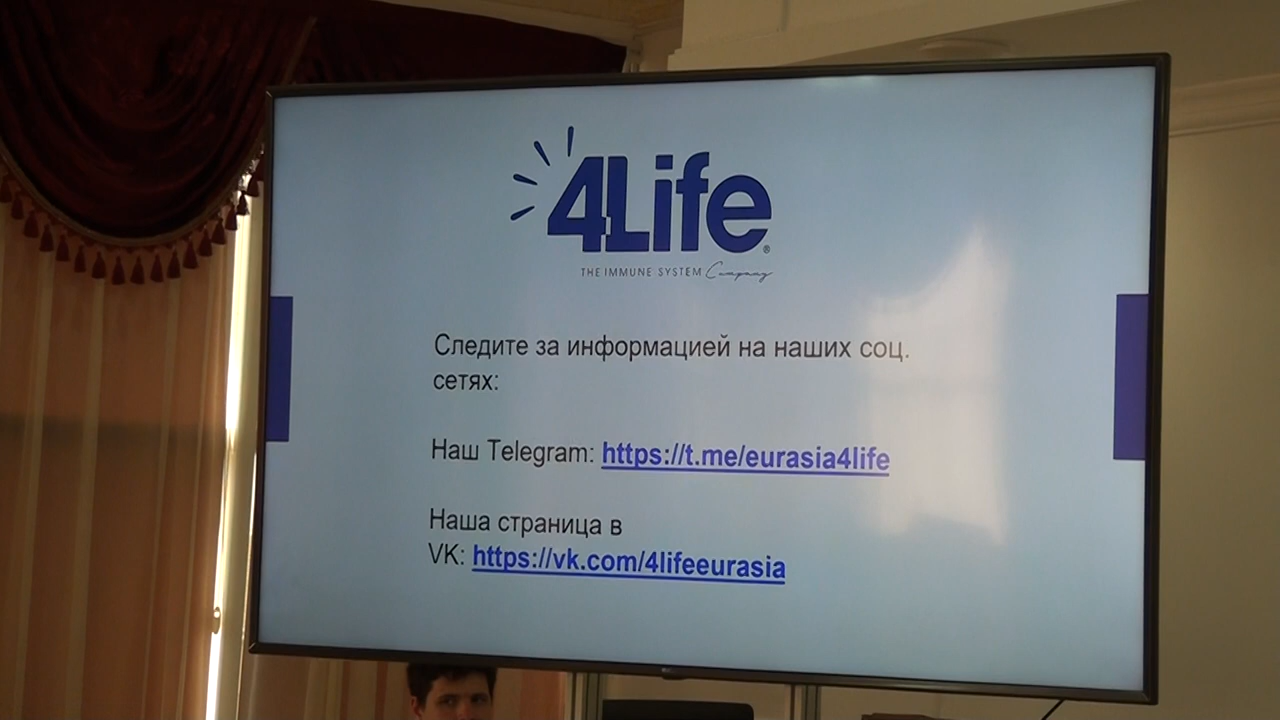 4Life®
THE IMMUNE SYSTEM Company
Следите за информацией на наших соц.
сетях:
Наш Telegram: https://t.me/eurasia4life
Наша страница в
VK: https://vk.com/4lifeeurasia